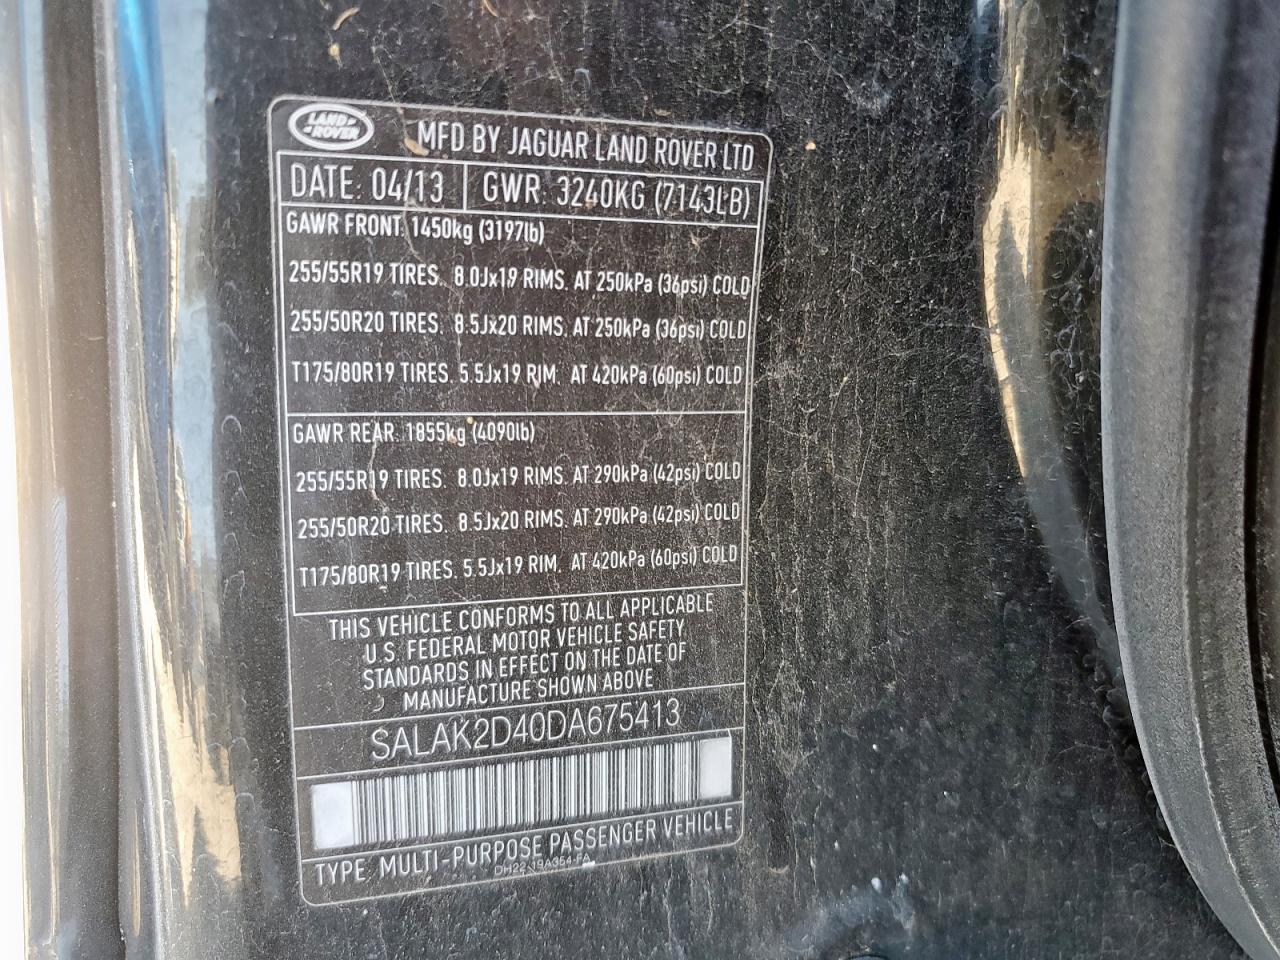 LAND ROVER
MFD BY JAGUAR LAND ROVER LTD
DATE: 04/13 GWR: 3240KG (7143LB)
GAWR FRONT: 1450kg (3197lb)
255/55R19 TIRES. 8.0Jx19 RIMS. AT 250kPa (36psi) COLD
255/50R20 TIRES. 8.5Jx20 RIMS. AT 250kPa (36psi) COLD
T175/80R19 TIRES. 5.5Jx19 RIM. AT 420kPa (60psi) COLD
GAWR REAR: 1855kg (4090lb)
255/55R19 TIRES. 8.0Jx19 RIMS. AT 290kPa (42psi) COLD
255/50R20 TIRES. 8.5Jx20 RIMS. AT 290kPa (42psi) COLD
T175/80R19 TIRES. 5.5Jx19 RIM. AT 420kPa (60psi) COLD
THIS VEHICLE CONFORMS TO ALL APPLICABLE
U.S. FEDERAL MOTOR VEHICLE SAFETY
STANDARDS IN EFFECT ON THE DATE OF
MANUFACTURE SHOWN ABOVE
SALAK2D40DA675413
TYPE: MULTI-PURPOSE PASSENGER VEHICLE
DH22-19A354-FA